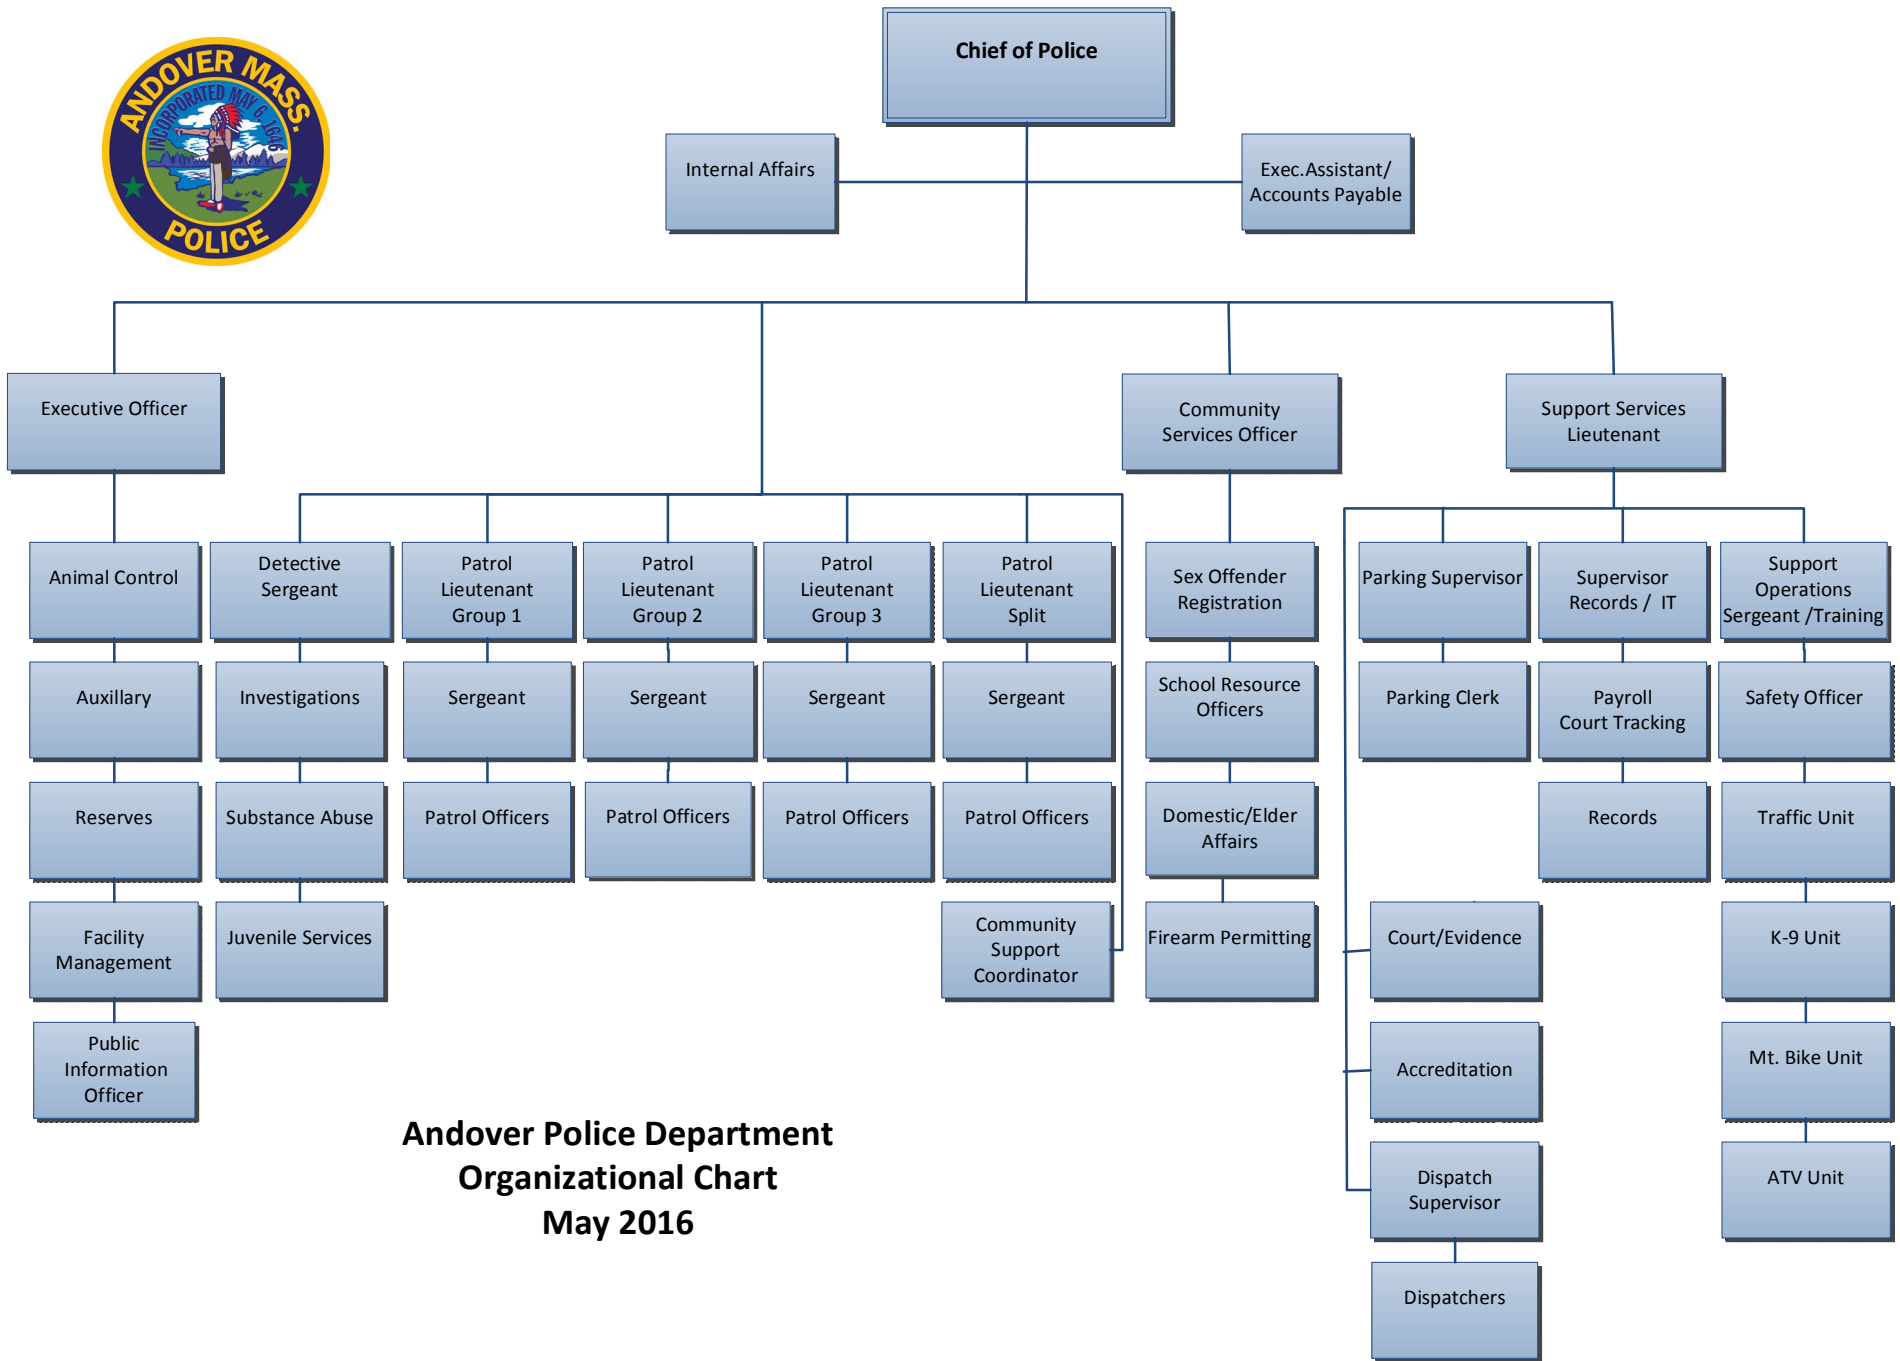 ANDOVER MASS.
INCORPORATED MAY 6, 1646
POLICE
Chief of Police
Internal Affairs
Exec.Assistant/
Accounts Payable
Executive Officer
Community
Services Officer
Support Services
Lieutenant
Animal Control
Detective
Sergeant
Patrol
Lieutenant
Group 1
Patrol
Lieutenant
Group 2
Patrol
Lieutenant
Group 3
Patrol
Lieutenant
Split
Sex Offender
Registration
Parking Supervisor
Supervisor
Records /  IT
Support
Operations
Sergeant /Training
Auxillary
Investigations
Sergeant
Sergeant
Sergeant
Sergeant
School Resource
Officers
Parking Clerk
Payroll
Court Tracking
Safety Officer
Reserves
Substance Abuse
Patrol Officers
Patrol Officers
Patrol Officers
Patrol Officers
Domestic/Elder
Affairs
Records
Traffic Unit
Facility
Management
Juvenile Services
Community
Support
Coordinator
Firearm Permitting
Court/Evidence
K-9 Unit
Public
Information
Officer
Accreditation
Mt. Bike Unit
Andover Police Department
Organizational Chart
May 2016
Dispatch
Supervisor
ATV Unit
Dispatchers